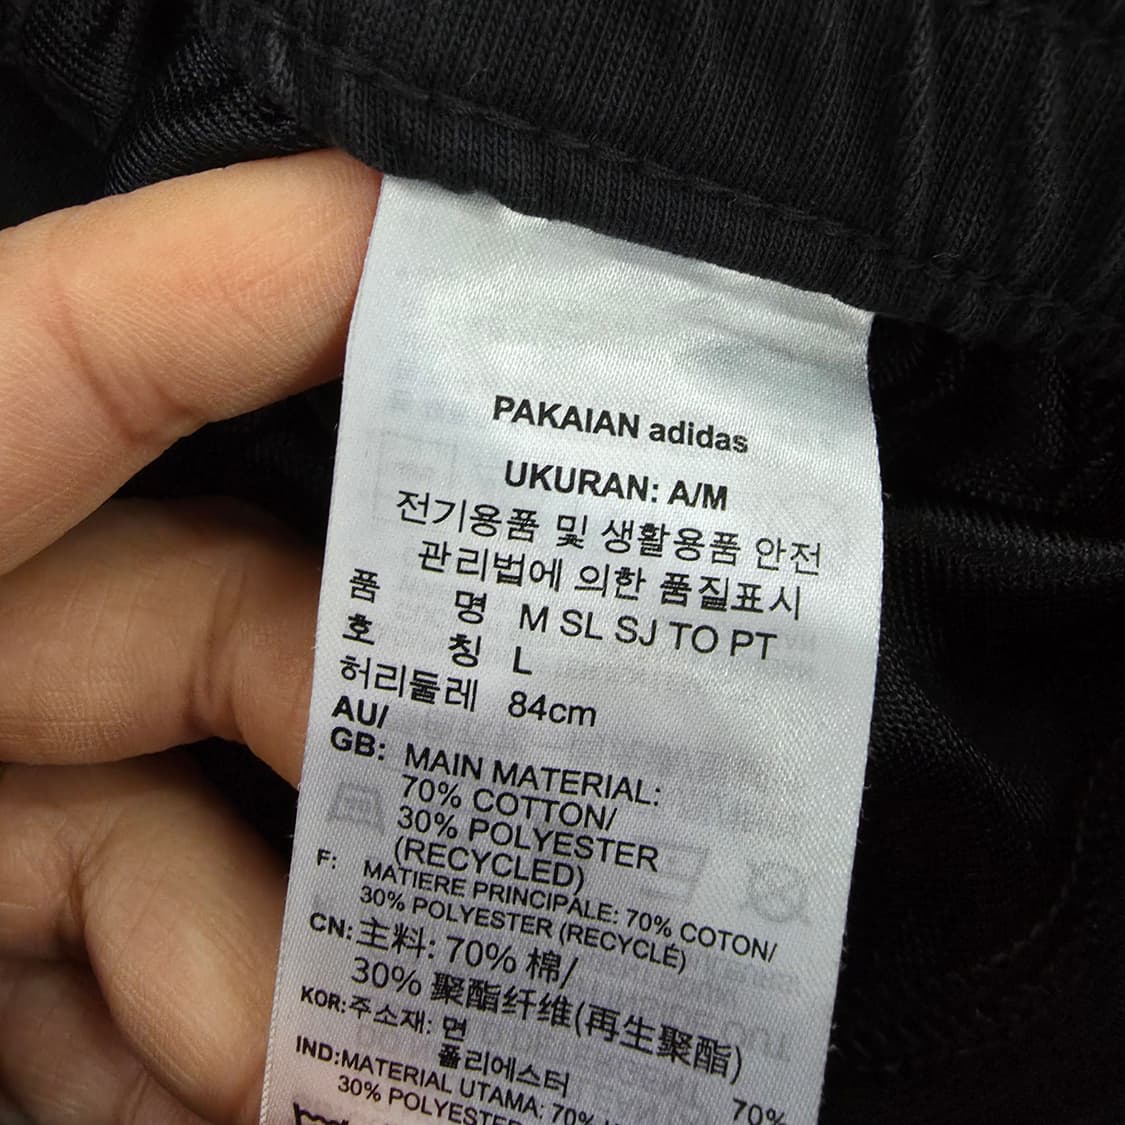 PAKAIAN adidas
UKURAN: A/M
전기용품 및 생활용품 안전
관리법에 의한 품질표시
품 명 M SL SJ TO PT
호 칭 L
허리둘레 84cm
AU/
GB: MAIN MATERIAL:
70% COTTON/
30% POLYESTER
(RECYCLED)
F: MATIERE PRINCIPALE: 70% COTON/
30% POLYESTER (RECYCLÉ)
CN: 主料: 70% 棉/
30% 聚酯纤维(再生聚酯)
KOR: 주소재: 면 70%
폴리에스터
IND: MATERIAL UTAMA: 70%
30% POLYESTER